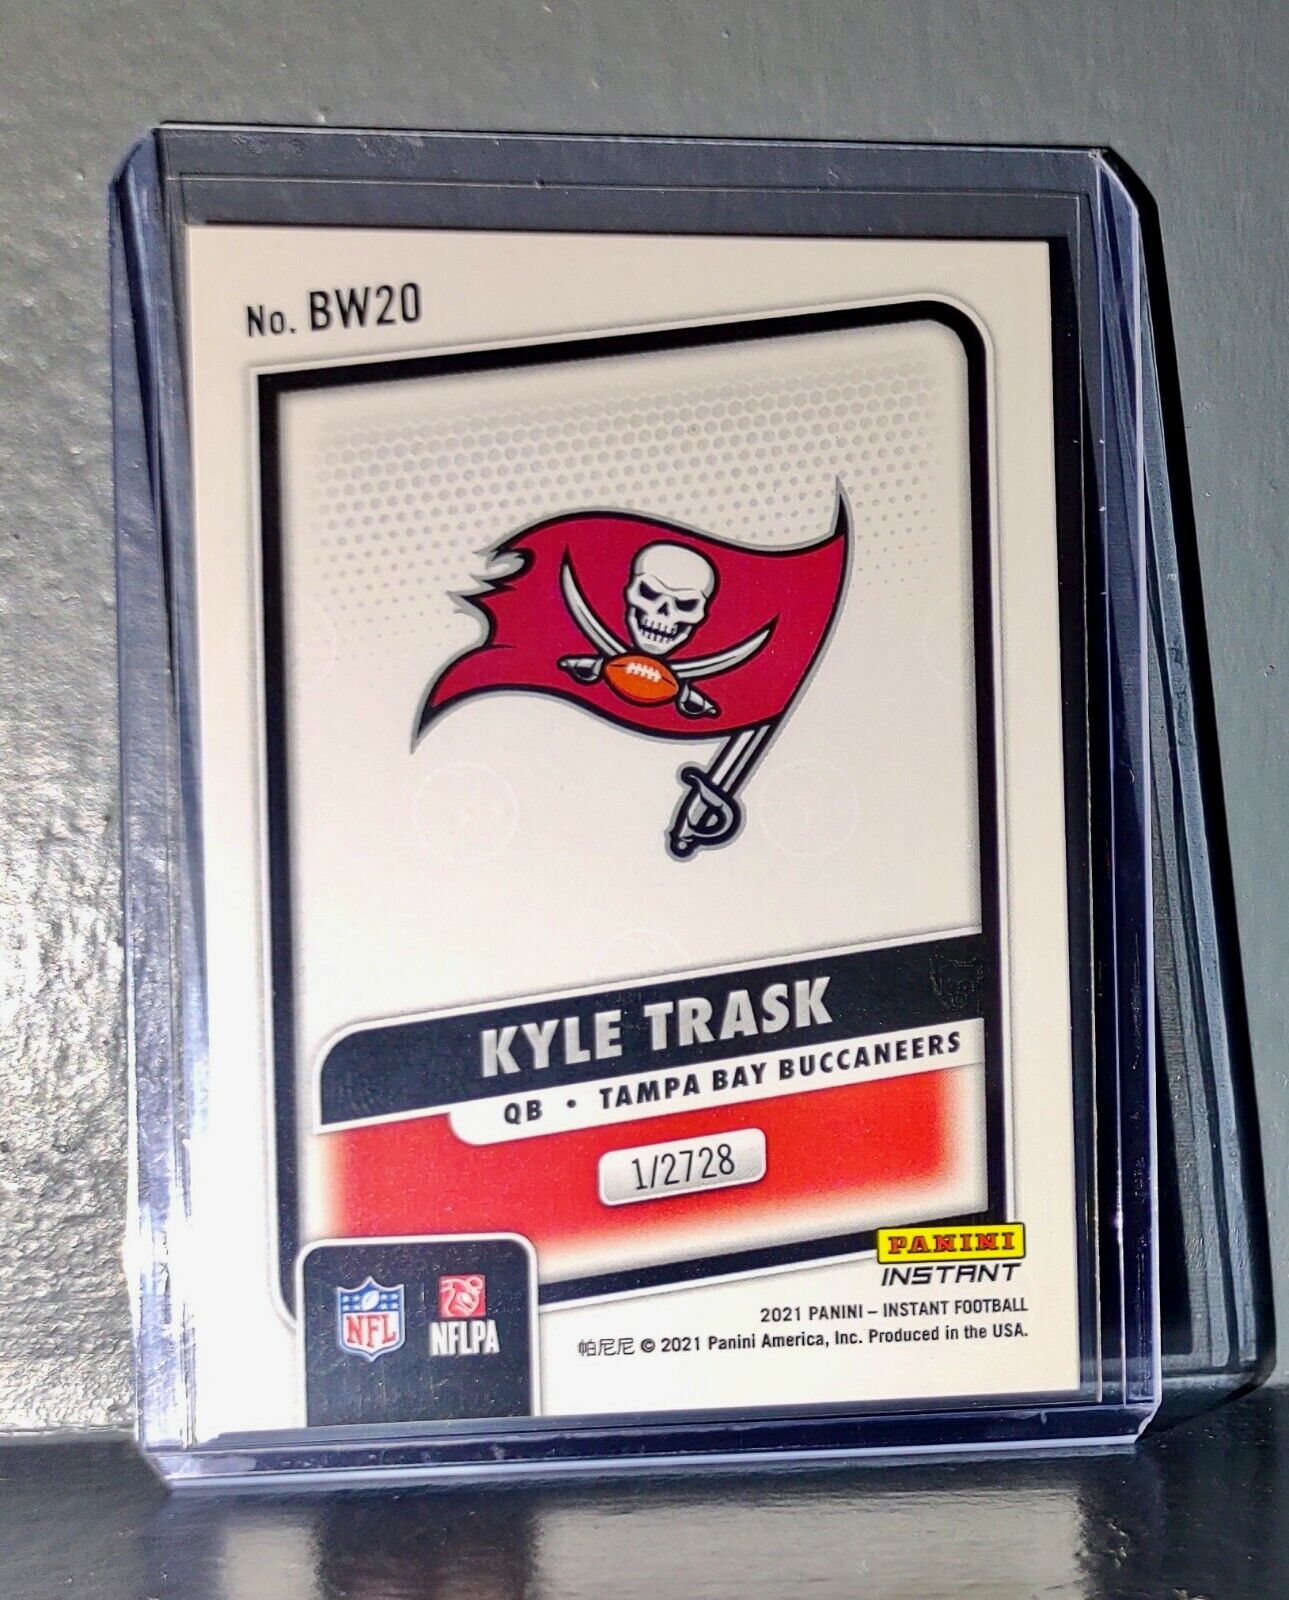 No. BW20
KYLE TRASK
QB • TAMPA BAY BUCCANEERS
1/2728
PANINI
INSTANT
NFL
NFLPA
2021 PANINI – INSTANT FOOTBALL
帕尼尼 © 2021 Panini America, Inc. Produced in the USA.